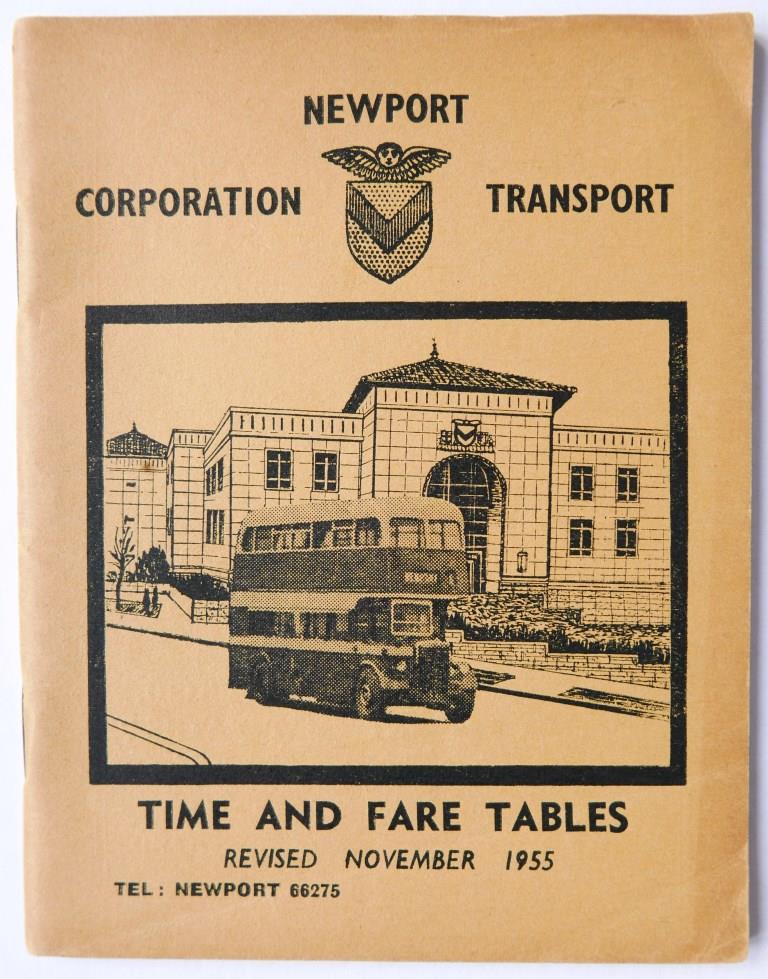 NEWPORT
CORPORATION TRANSPORT
TIME AND FARE TABLES
REVISED NOVEMBER 1955
TEL: NEWPORT 66275